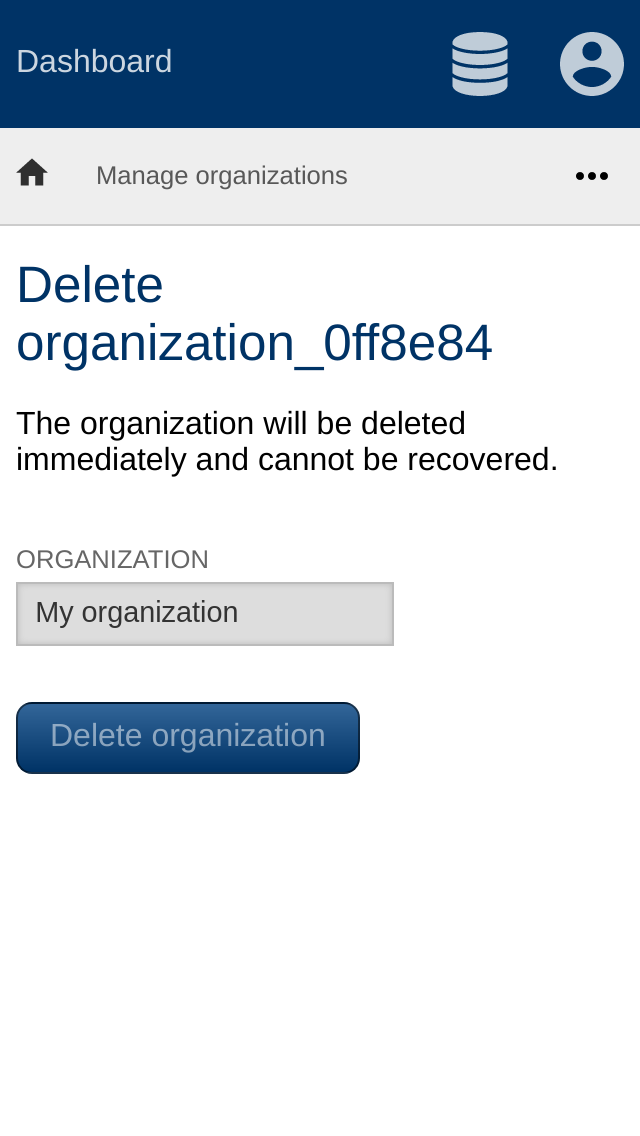 Dashboard
Manage organizations
Delete
organization_0ff8e84
The organization will be deleted
immediately and cannot be recovered.
ORGANIZATION
My organization
Delete organization